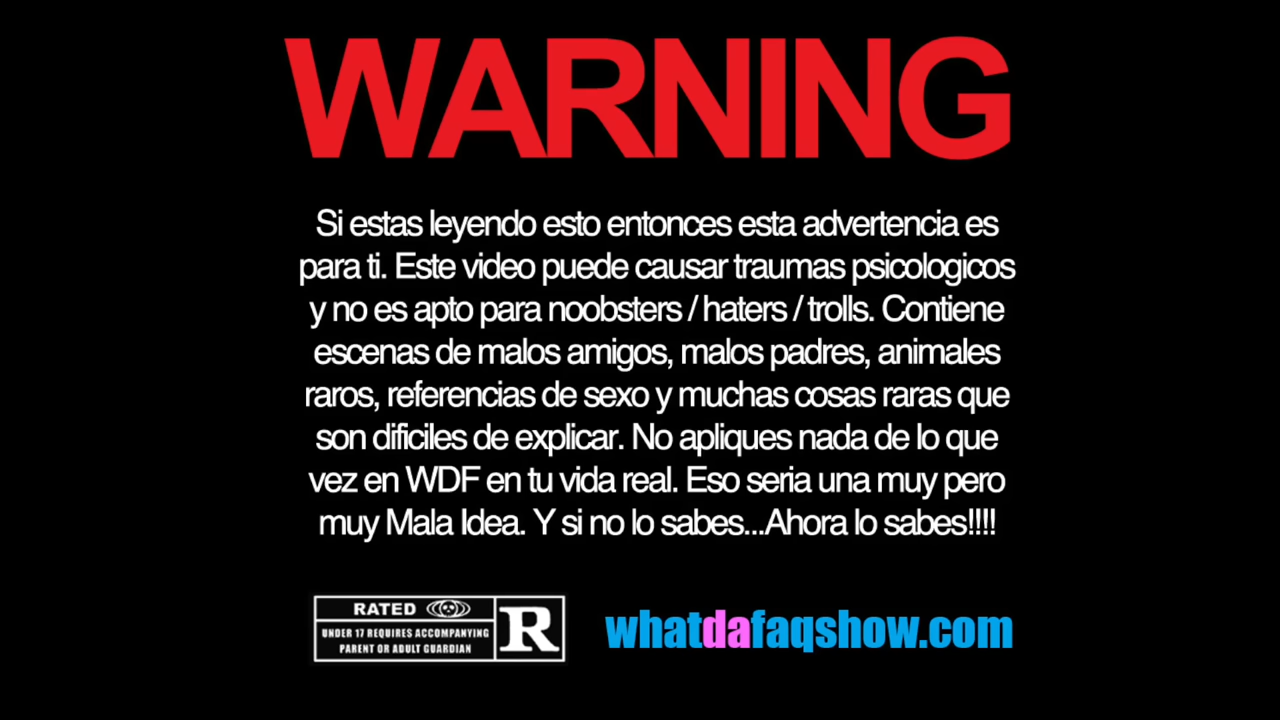 WARNING
Si estas leyendo esto entonces esta advertencia es
para ti. Este video puede causar traumas psicologicos
y no es apto para noobsters / haters / trolls. Contiene
escenas de malos amigos, malos padres, animales
raros, referencias de sexo y muchas cosas raras que
son dificiles de explicar. No apliques nada de lo que
vez en WDF en tu vida real. Eso seria una muy pero
muy Mala Idea. Y si no lo sabes...Ahora lo sabes!!!!
RATED R
UNDER 17 REQUIRES ACCOMPANYING
PARENT OR ADULT GUARDIAN
whatdafaqshow.com